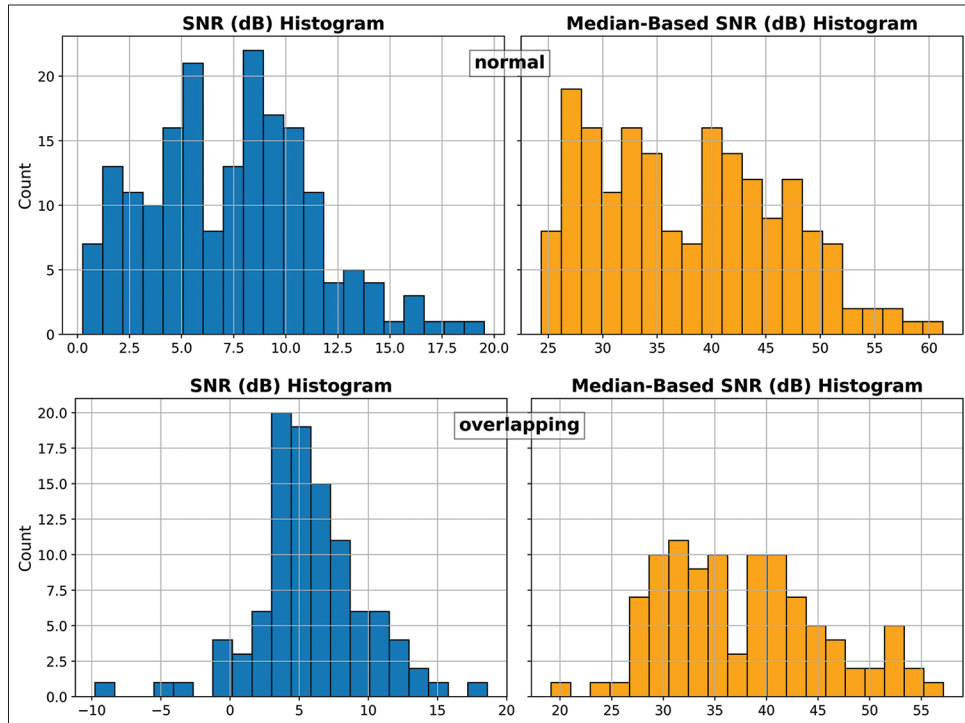 SNR (dB) Histogram
Median-Based SNR (dB) Histogram
normal
Count
20
15
10
5
0
0.0 2.5 5.0 7.5 10.0 12.5 15.0 17.5 20.0
25 30 35 40 45 50 55 60
SNR (dB) Histogram
Median-Based SNR (dB) Histogram
overlapping
Count
20.0
17.5
15.0
12.5
10.0
7.5
5.0
2.5
0.0
−10 −5 0 5 10 15 20
20 25 30 35 40 45 50 55